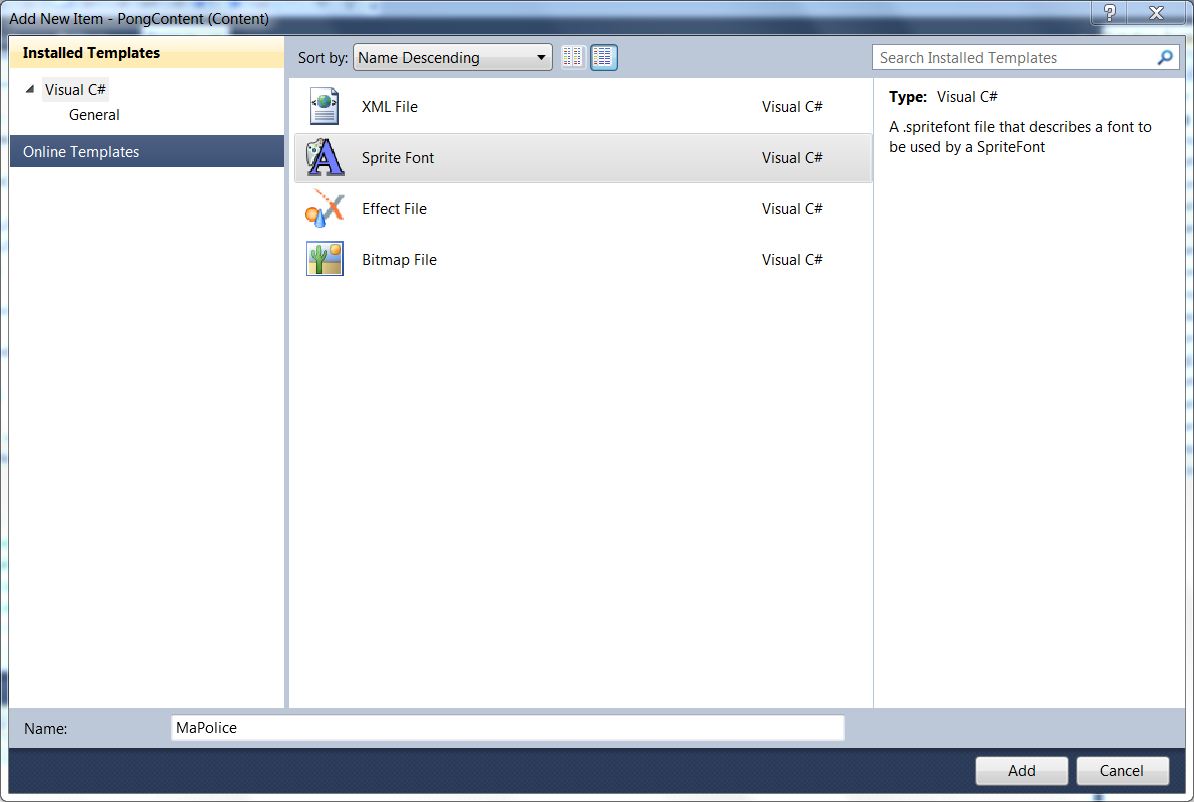 Add New Item - PongContent (Content)
Installed Templates
Visual C#
General
Online Templates
Sort by: Name Descending
Search Installed Templates
XML File Visual C#
Sprite Font Visual C#
Effect File Visual C#
Bitmap File Visual C#
Type: Visual C#
A .spritefont file that describes a font to
be used by a SpriteFont
Name: MaPolice
Add Cancel